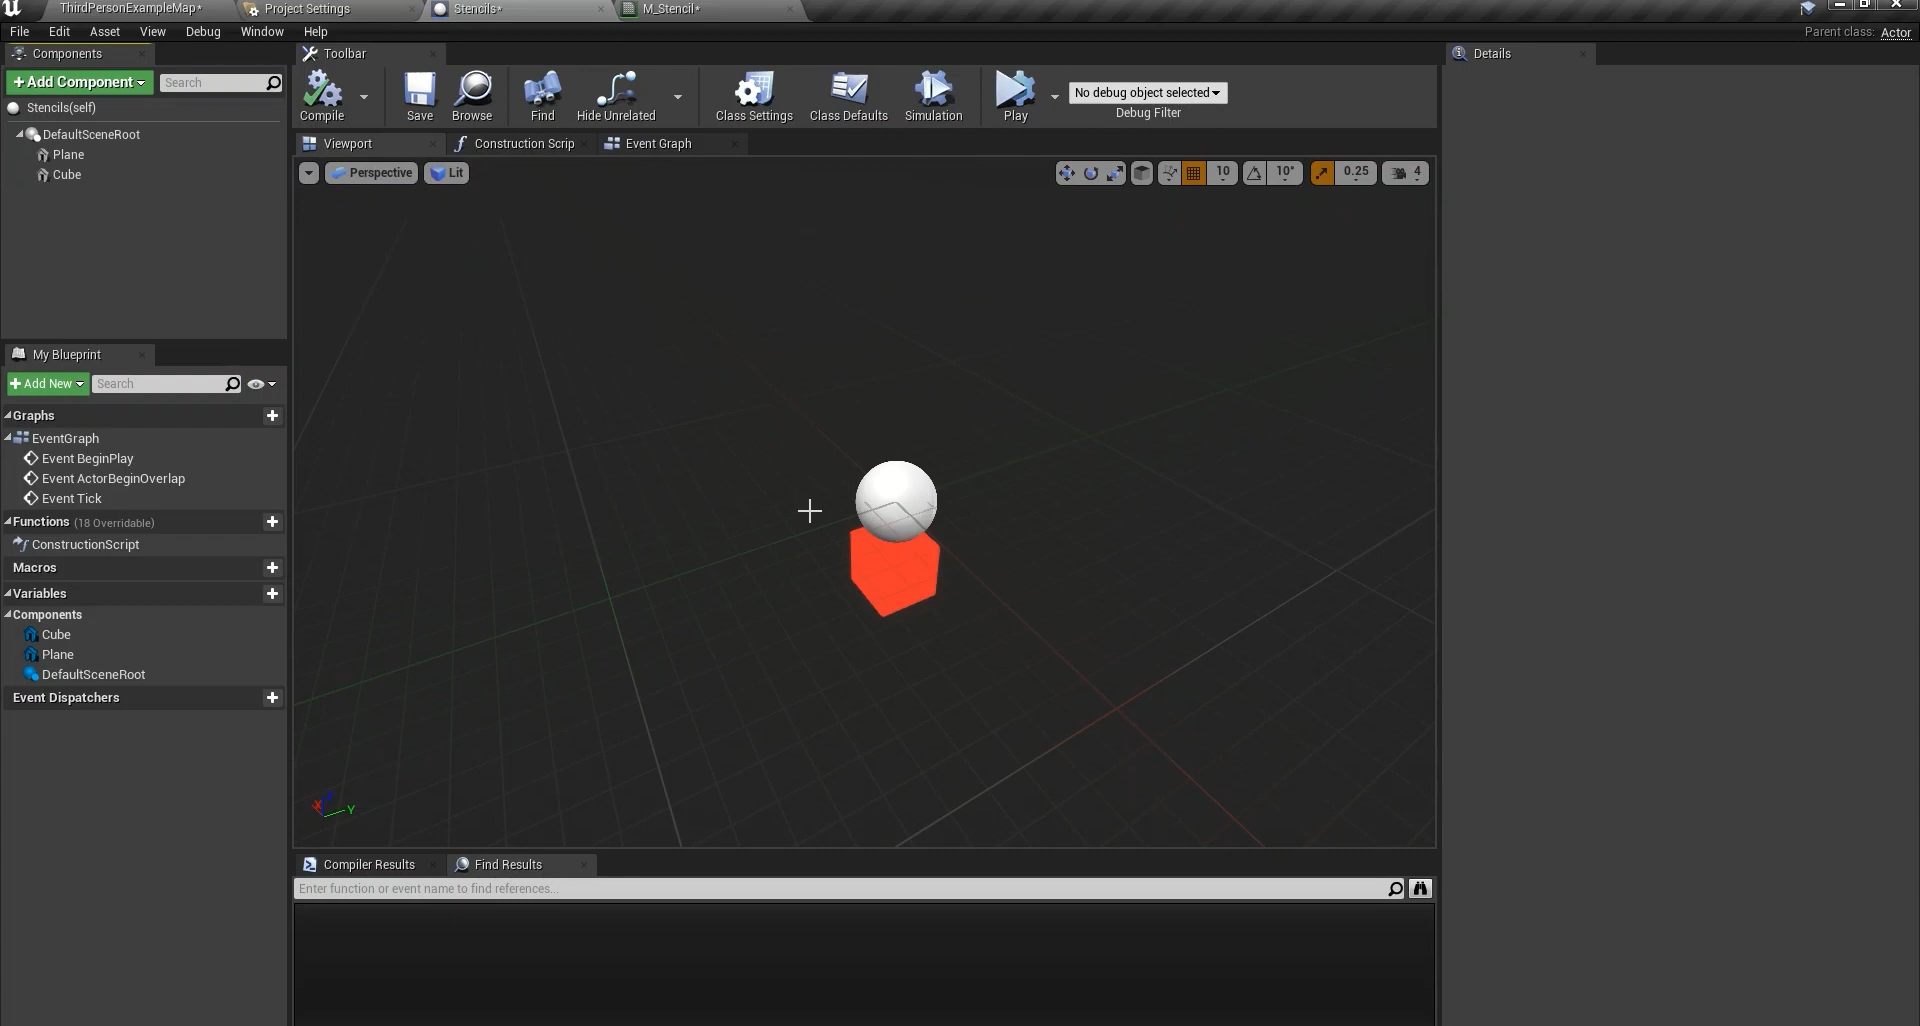 ThirdPersonExampleMap*
Project Settings
Stencils*
M_Stencil*
File Edit Asset View Debug Window Help
Parent class: Actor
Components
+ Add Component
Search
Stencils(self)
DefaultSceneRoot
Plane
Cube
My Blueprint
+ Add New
Search
Graphs
EventGraph
Event BeginPlay
Event ActorBeginOverlap
Event Tick
Functions (18 Overridable)
ConstructionScript
Macros
Variables
Components
Cube
Plane
DefaultSceneRoot
Event Dispatchers
Toolbar
Compile
Save
Browse
Find
Hide Unrelated
Class Settings
Class Defaults
Simulation
Play
No debug object selected
Debug Filter
Viewport
Construction Scrip
Event Graph
Perspective
Lit
10
10°
0.25
4
X
Y
Compiler Results
Find Results
Enter function or event name to find references...
Details